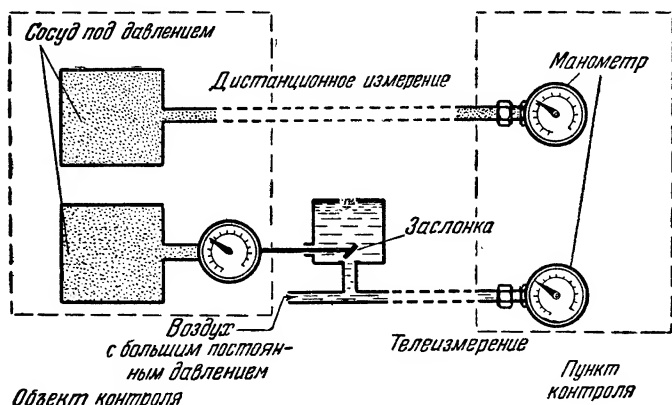 Сосуд под давлением
Дистанционное измерение
Манометр
Заслонка
Воздух
с большим постоян-
ным давлением
Телеизмерение
Объект контроля
Пункт
контроля